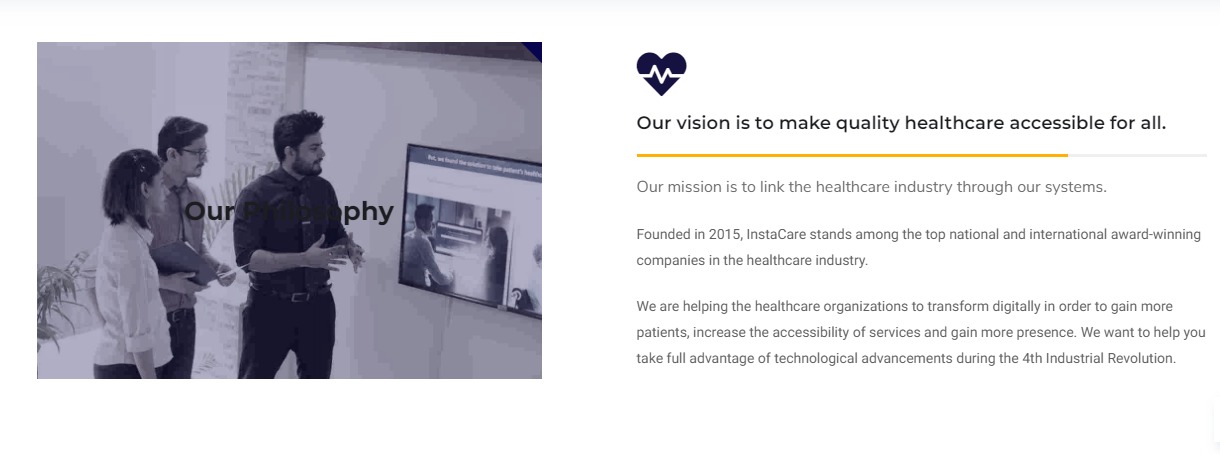 Our Philosophy
Our vision is to make quality healthcare accessible for all.
Our mission is to link the healthcare industry through our systems.
Founded in 2015, InstaCare stands among the top national and international award-winning
companies in the healthcare industry.
We are helping the healthcare organizations to transform digitally in order to gain more
patients, increase the accessibility of services and gain more presence. We want to help you
take full advantage of technological advancements during the 4th Industrial Revolution.